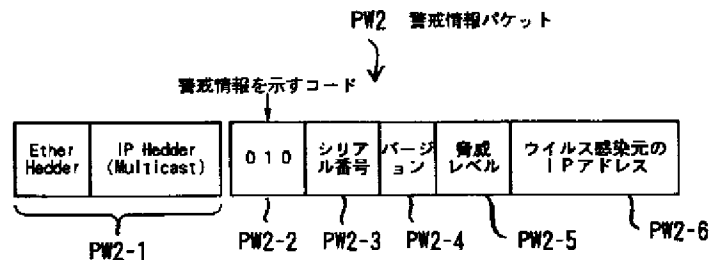 PW2 警戒情報パケット
警戒情報を示すコード
Ether
Hedder
IP Hedder
(Multicast)
010
シリア
ル番号
バージ
ョン
脅威
レベル
ウイルス感染元の
IPアドレス
PW2-1
PW2-2
PW2-3
PW2-4
PW2-5
PW2-6